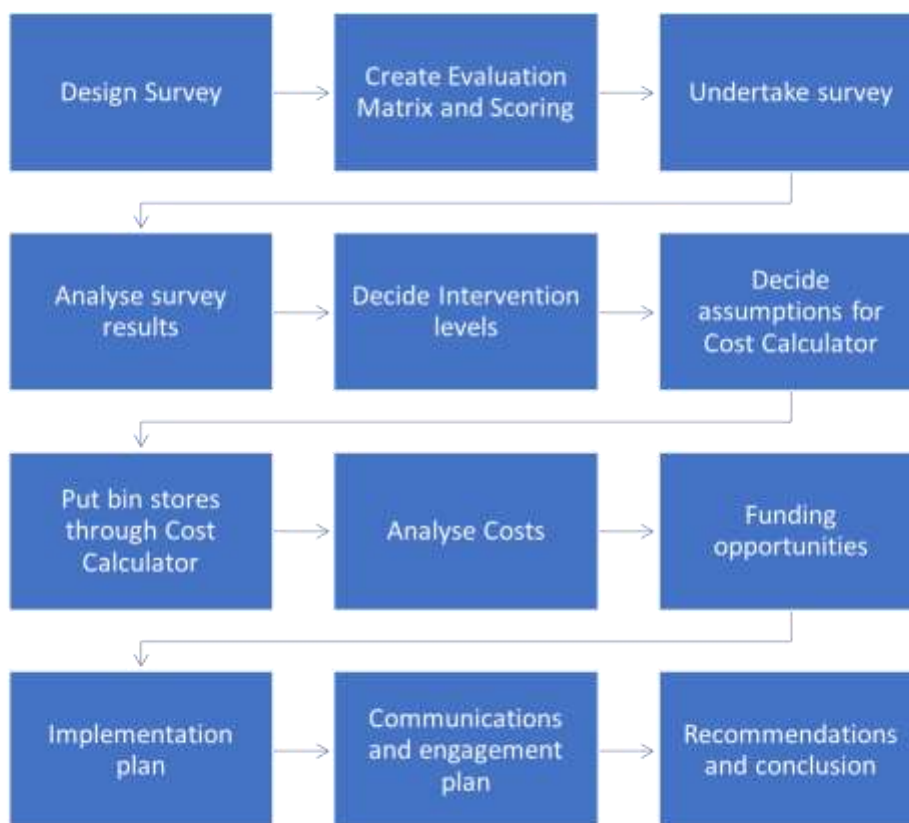 Design Survey
Create Evaluation
Matrix and Scoring
Undertake survey
Analyse survey
results
Decide Intervention
levels
Decide
assumptions for
Cost Calculator
Put bin stores
through Cost
Calculator
Analyse Costs
Funding
opportunities
Implementation
plan
Communications
and engagement
plan
Recommendations
and conclusion